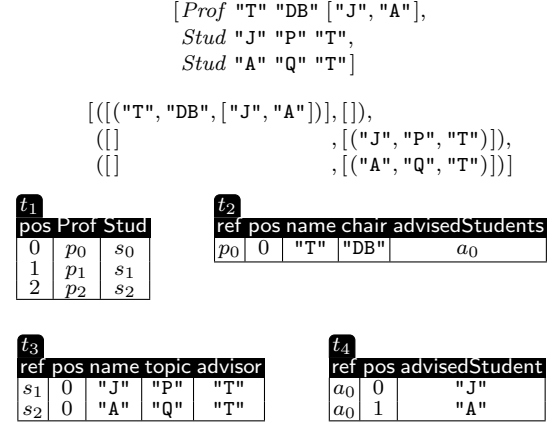 [Prof "T" "DB" ["J", "A"],
Stud "J" "P" "T",
Stud "A" "Q" "T"]
[([("T", "DB", ["J", "A"])], []),
([] , [("J", "P", "T")]),
([] , [("A", "Q", "T")])]
t₁
pos Prof Stud
0 p₀ s₀
1 p₁ s₁
2 p₂ s₂
t₂
ref pos name chair advisedStudents
p₀ 0 "T" "DB" a₀
t₃
ref pos name topic advisor
s₁ 0 "J" "P" "T"
s₂ 0 "A" "Q" "T"
t₄
ref pos advisedStudent
a₀ 0 "J"
a₀ 1 "A"